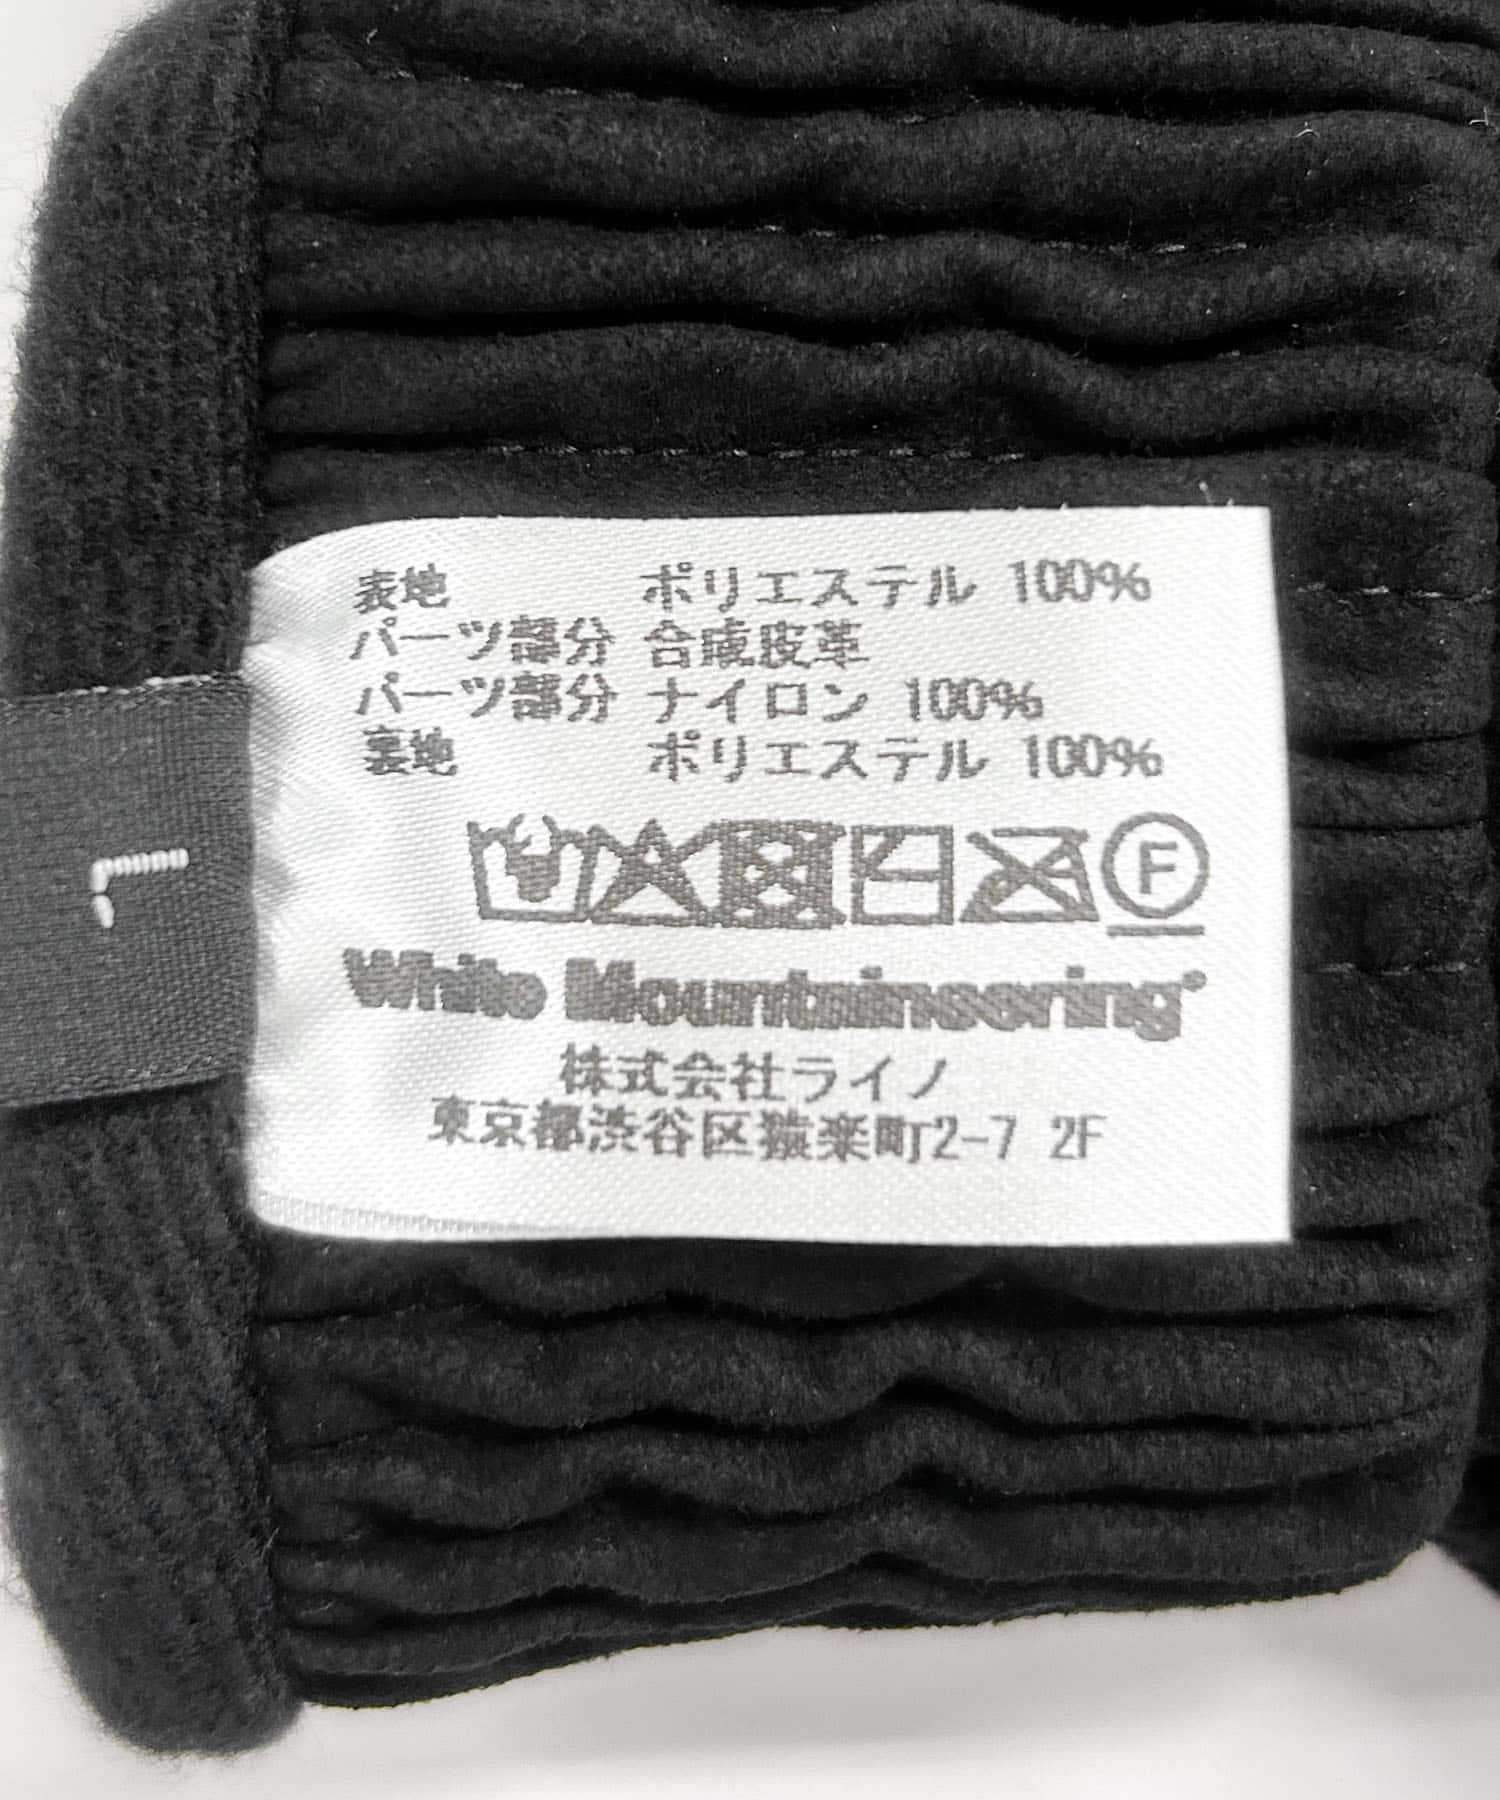 表地 ポリエステル 100%
パーツ部分 合成皮革
パーツ部分 ナイロン 100%
裏地 ポリエステル 100%
F
White Mountaineering®
株式会社ライノ
東京都渋谷区猿楽町2-7 2F
L